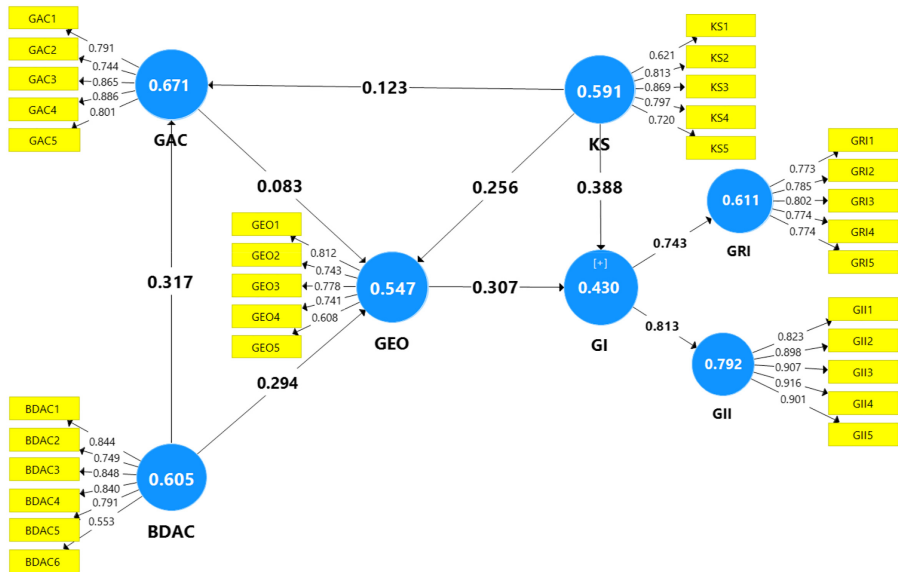 GAC1
GAC2
GAC3
GAC4
GAC5
0.791
0.744
0.865
0.886
0.801
0.671
GAC
0.123
0.591
KS
0.621
0.813
0.869
0.797
0.720
KS1
KS2
KS3
KS4
KS5
0.083
0.256
0.388
0.317
GEO1
GEO2
GEO3
GEO4
GEO5
0.812
0.743
0.778
0.741
0.608
0.547
GEO
0.307
[+]
0.430
GI
0.743
0.813
0.611
GRI
0.773
0.785
0.802
0.774
0.774
GRI1
GRI2
GRI3
GRI4
GRI5
0.792
GII
0.823
0.898
0.907
0.916
0.901
GII1
GII2
GII3
GII4
GII5
0.294
BDAC1
BDAC2
BDAC3
BDAC4
BDAC5
BDAC6
0.844
0.749
0.848
0.840
0.791
0.553
0.605
BDAC